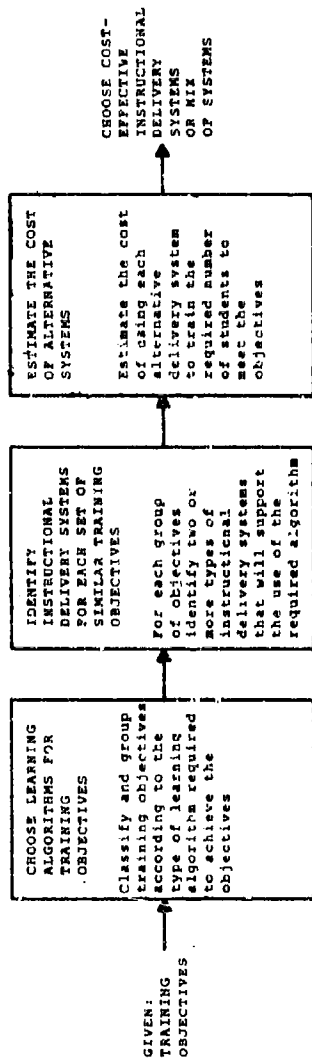 GIVEN:
TRAINING
OBJECTIVES
CHOOSE LEARNING
ALGORITHMS FOR
TRAINING
OBJECTIVES
Classify and group
training objectives
according to the
type of learning
algorithm required
to achieve the
objectives
IDENTIFY
INSTRUCTIONAL
DELIVERY SYSTEMS
FOR EACH SET OF
SIMILAR TRAINING
OBJECTIVES
For each group
of objectives
identify two or
more types of
instructional
delivery systems
that will support
the use of the
required algorithm
ESTIMATE THE COST
OF ALTERNATIVE
SYSTEMS
Estimate the cost
of using each
alternative
delivery system
to train the
required number
of students to
meet the
objectives
CHOOSE COST-
EFFECTIVE
INSTRUCTIONAL
DELIVERY
SYSTEMS
OR MIX
OF SYSTEMS